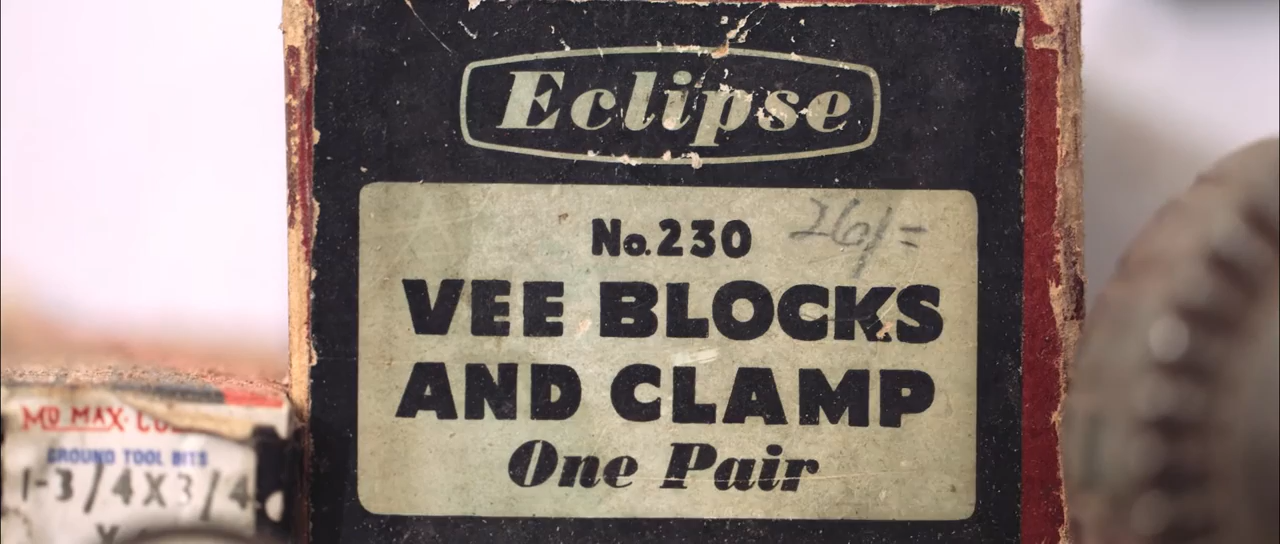 Eclipse
No.230
26/=
VEE BLOCKS
AND CLAMP
One Pair
MO MAX
GROUND TOOL BITS
1-3/4X3/4
X